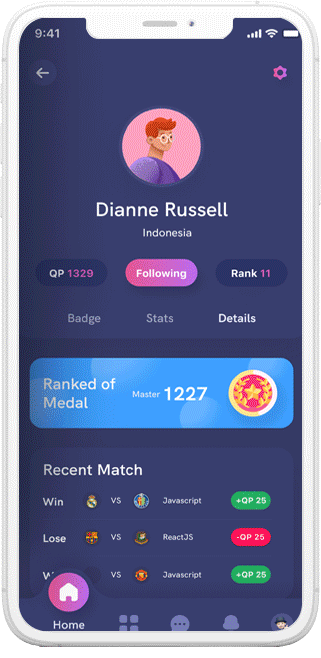 9:41
Dianne Russell
Indonesia
QP 1329 Following Rank 11
Badge Stats Details
Ranked of
Medal
Master 1227
Recent Match
Win VS Javascript +QP 25
Lose VS ReactJS -QP 25
VS Javascript +QP 25
Home